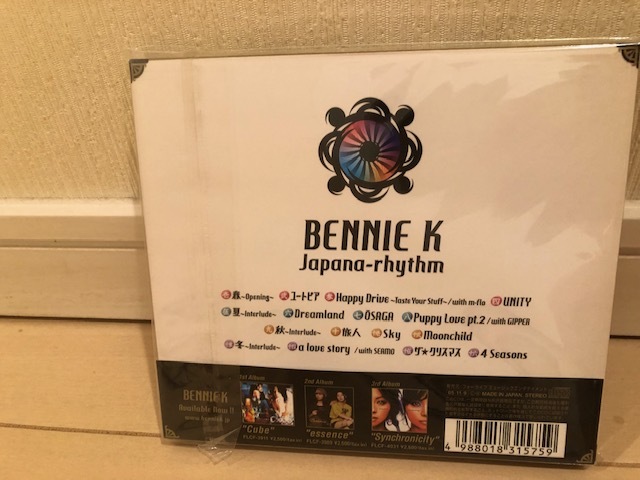 BENNIE K
Japana-rhythm
春~Opening~ ユートピア Happy Drive ~Taste Your Stuff~/with m-flo UNITY
夏~Interlude~ Dreamland ŌSAGA Puppy Love pt.2/with GIPPER
秋~Interlude~ 旅人 Sky Moonchild
冬~Interlude~ a love story/with SEAMO ザ★クリスマス 4 Seasons
BENNIE K
Available Now !!
1st Album
"Cube"
2nd Album
"essence"
3rd Album
"Synchronicity"
MADE IN JAPAN. STEREO
4 988018 315759